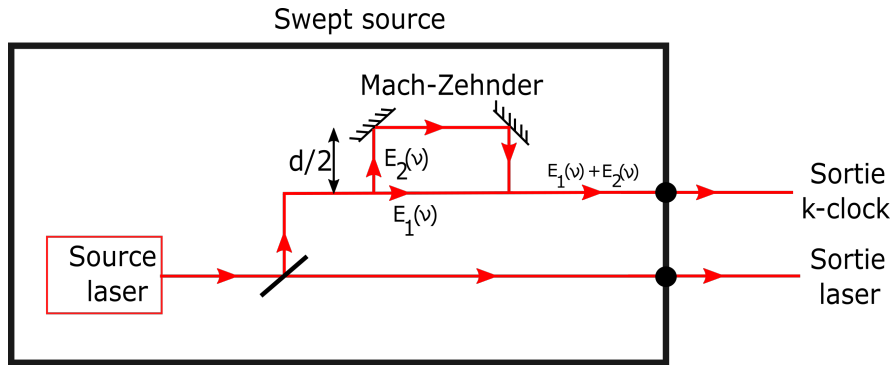 Swept source
Mach-Zehnder
d/2
E₂(ν)
E₁(ν)
E₁(ν)+E₂(ν)
Sortie
k-clock
Source
laser
Sortie
laser